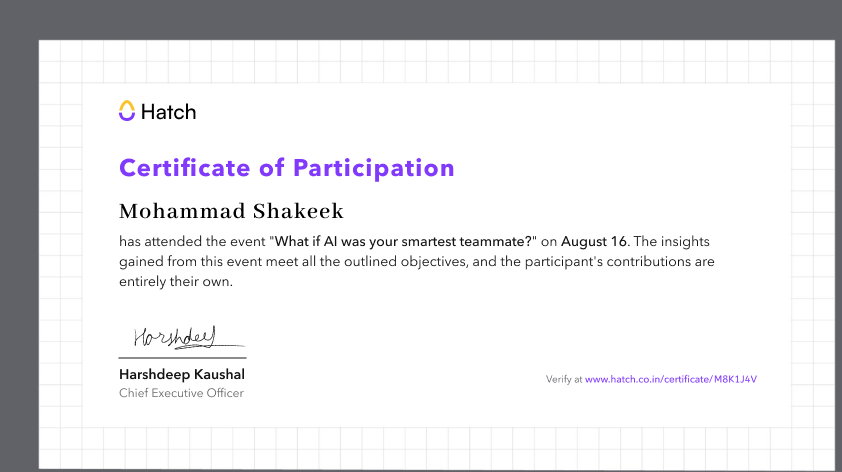 Hatch
Certificate of Participation
Mohammad Shakeek
has attended the event "What if AI was your smartest teammate?" on August 16. The insights
gained from this event meet all the outlined objectives, and the participant's contributions are
entirely their own.
Harshdeep
Harshdeep Kaushal
Chief Executive Officer
Verify at www.hatch.co.in/certificate/M8K1J4V